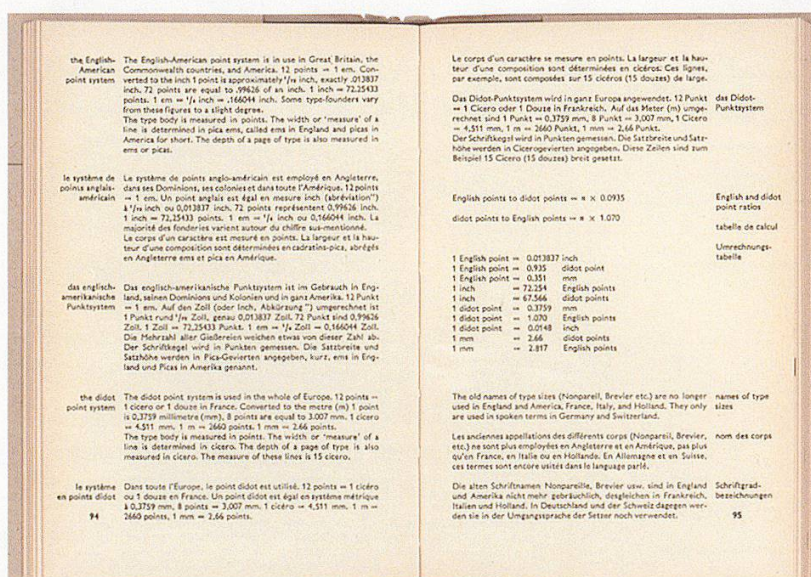 the English-
American
point system
The English-American point system is in use in Great Britain, the
Commonwealth countries, and America. 12 points = 1 em. Con-
verted to the inch 1 point is approximately ¹/₇₂ inch, exactly .013837
inch. 72 points are equal to .99626 of an inch. 1 inch = 72.25433
points. 1 em = ¹/₆ inch = .166044 inch. Some type-founders vary
from these figures to a slight degree.
The type body is measured in points. The width or 'measure' of a
line is determined in pica ems, called ems in England and picas in
America for short. The depth of a page of type is also measured in
ems or picas.
le système de
points anglais-
américain
Le système de points anglo-américain est employé en Angleterre,
dans ses Dominions, ses colonies et dans toute l'Amérique. 12 points
= 1 em. Un point anglais est égal en mesure inch (abréviation")
à ¹/₇₂ inch ou 0,013837 inch. 72 points représentent 0,99626 inch.
1 inch = 72,25433 points. 1 em = ¹/₆ inch ou 0,166044 inch. La
majorité des fonderies varient autour du chiffre sus-mentionné.
Le corps d'un caractère est mesuré en points. La largeur et la hau-
teur d'une composition sont déterminées en cadratins-pica, abrégés
en Angleterre ems et pica en Amérique.
das englisch-
amerikanische
Punktsystem
Das englisch-amerikanische Punktsystem ist im Gebrauch in Eng-
land, seinen Dominions und Kolonien und in ganz Amerika. 12 Punkt
= 1 em. Auf den Zoll (oder Inch, Abkürzung ") umgerechnet ist
1 Punkt rund ¹/₇₂ Zoll, genau 0,013837 Zoll. 72 Punkt sind 0,99626
Zoll. 1 Zoll = 72,25433 Punkt. 1 em = ¹/₆ Zoll = 0,166044 Zoll.
Die Mehrzahl aller Gießereien weichen etwas von dieser Zahl ab.
Der Schriftkegel wird in Punkten gemessen. Die Satzbreite und
Satzhöhe werden in Pica-Gevierten angegeben, kurz, ems in Eng-
land und Picas in Amerika genannt.
the didot
point system
The didot point system is used in the whole of Europe. 12 points =
1 cicero or 1 douze in France. Converted to the metre (m) 1 point
is 0,3759 millimetre (mm), 8 points are equal to 3.007 mm. 1 cicero
= 4.511 mm. 1 m = 2660 points. 1 mm = 2.66 points.
The type body is measured in points. The width or 'measure' of a
line is determined in cicero. The depth of a page of type is also
measured in cicero. The measure of these lines is 15 cicero.
le système
en points didot
Dans toute l'Europe, le point didot est utilisé. 12 points = 1 cicéro
ou 1 douze en France. Un point didot est égal en système métrique
à 0,3759 mm, 8 points = 3,007 mm. 1 cicéro = 4,511 mm. 1 m =
2660 points, 1 mm = 2,66 points.
94
Le corps d'un caractère se mesure en points. La largeur et la hau-
teur d'une composition sont déterminées en cicéros. Ces lignes,
par exemple, sont composées sur 15 cicéros (15 douzes) de large.
Das Didot-Punktsystem wird in ganz Europa angewendet. 12 Punkt
= 1 Cicero oder 1 Douze in Frankreich. Auf das Meter (m) umge-
rechnet sind 1 Punkt = 0,3759 mm, 8 Punkt = 3,007 mm, 1 Cicero
= 4,511 mm, 1 m = 2660 Punkt, 1 mm = 2,66 Punkt.
Der Schriftkegel wird in Punkten gemessen. Die Satzbreite und Satz-
höhe werden in Cicerogevierten angegeben. Diese Zeilen sind zum
Beispiel 15 Cicero (15 douzes) breit gesetzt.
das Didot-
Punktsystem
English points to didot points = n × 0.0935
didot points to English points = n × 1.070
English and didot
point ratios
tabelle de calcul
Umrechnungs-
tabelle
1 English point = 0.013837 inch
1 English point = 0.935 didot point
1 English point = 0.351 mm
1 inch = 72.254 English points
1 inch = 67.566 didot points
1 didot point = 0.3759 mm
1 didot point = 1.070 English points
1 didot point = 0.0148 inch
1 mm = 2.66 didot points
1 mm = 2.817 English points
The old names of type sizes (Nonpareil, Brevier etc.) are no longer
used in England and America, France, Italy, and Holland. They only
are used in spoken terms in Germany and Switzerland.
names of type
sizes
Les anciennes appellations des différents corps (Nonpareil, Brevier,
etc.) ne sont plus employées en Angleterre et en Amérique, pas plus
qu'en France, en Italie ou en Hollande. En Allemagne et en Suisse,
ces termes sont encore usités dans le language parlé.
nom des corps
Die alten Schriftnamen Nonpareille, Brevier usw. sind in England
und Amerika nicht mehr gebräuchlich, desgleichen in Frankreich,
Italien und Holland. In Deutschland und der Schweiz dagegen wer-
den sie in der Umgangssprache der Setzer noch verwendet.
Schriftgrad-
bezeichnungen
95